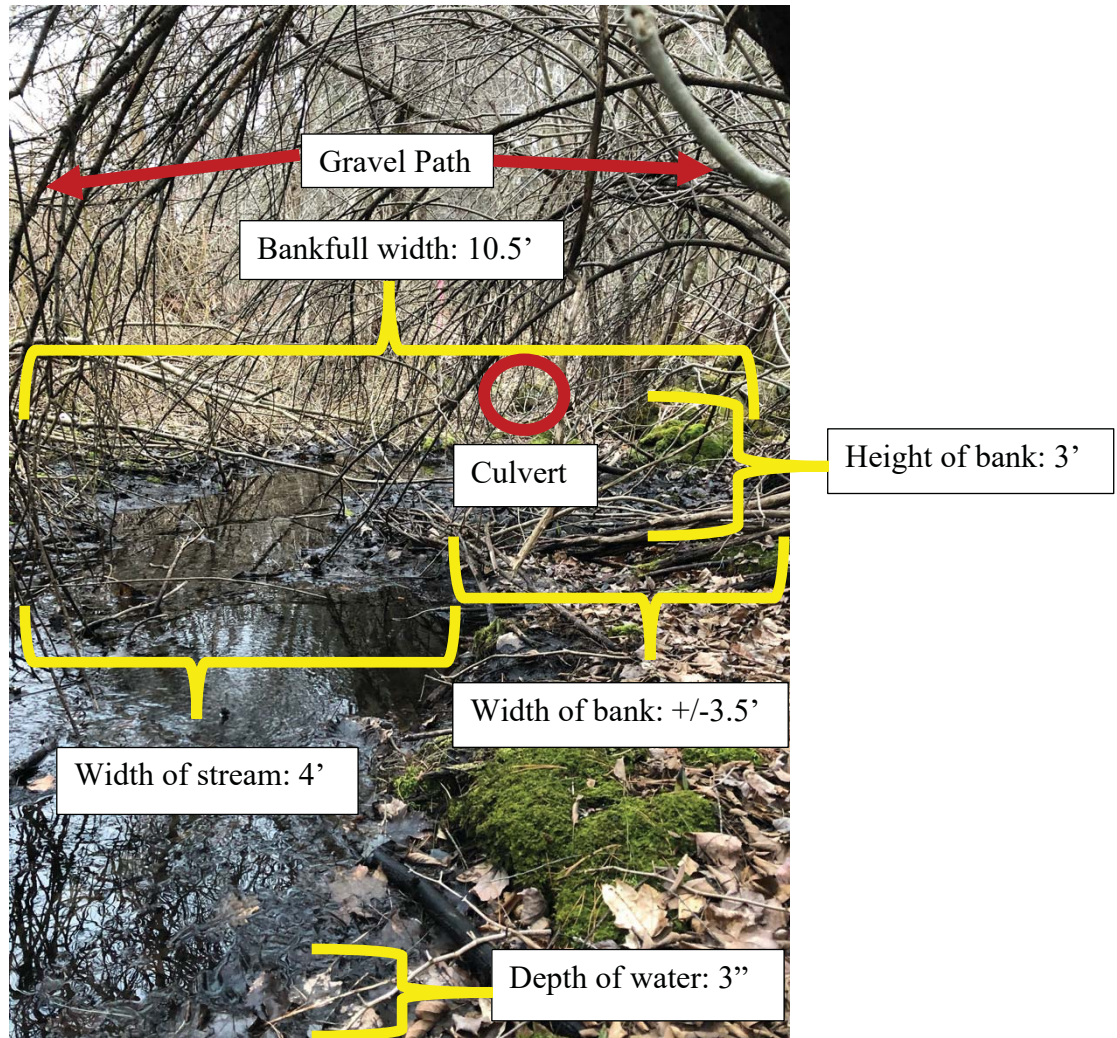 Gravel Path
Bankfull width: 10.5’
Culvert
Height of bank: 3’
Width of bank: +/-3.5’
Width of stream: 4’
Depth of water: 3”